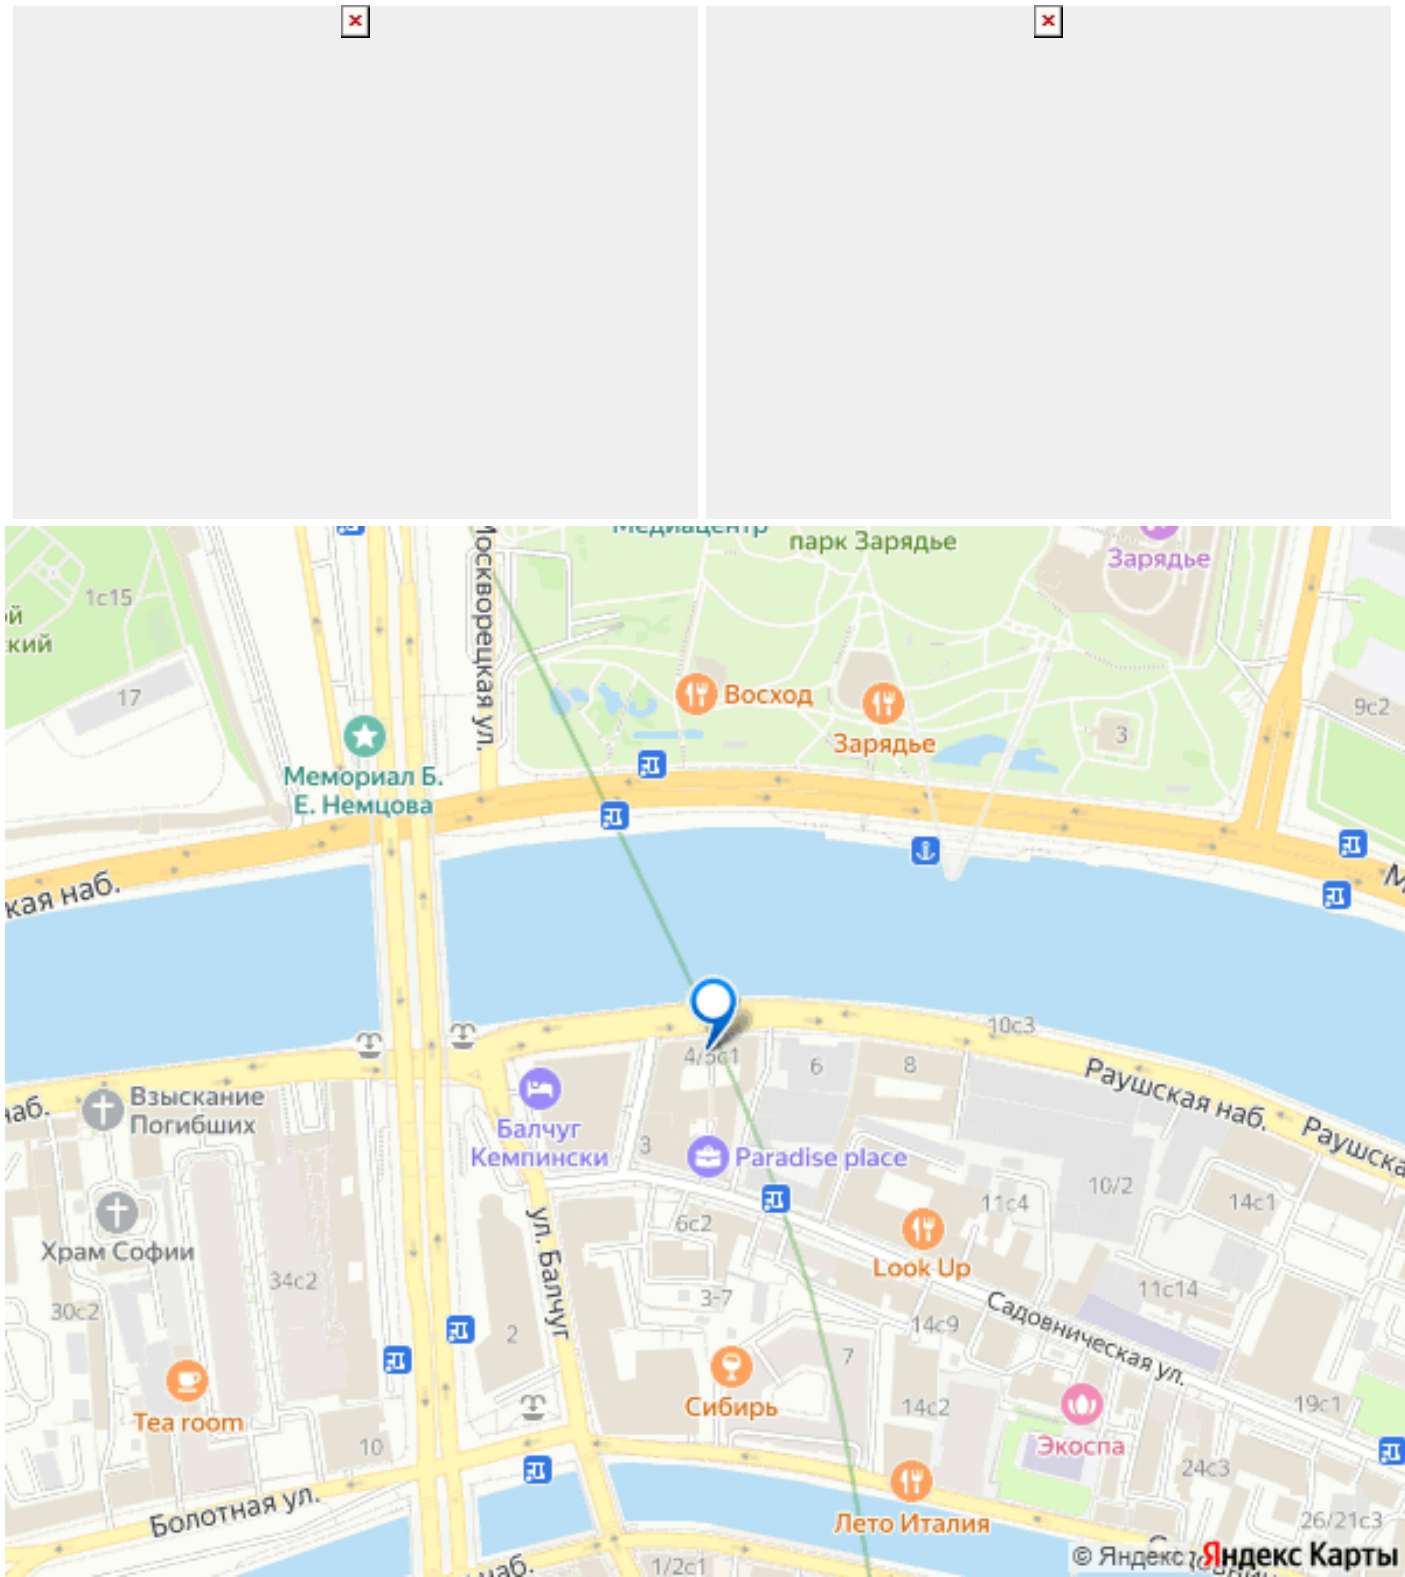 Медиацентр
парк Зарядье
Зарядье
Москворецкая ул.
1с15
ой
ский
17
Восход
Зарядье
3
9с2
Мемориал Б.
Е. Немцова
кая наб.
М
4/5с1
6
8
10с3
Раушская наб.
Раушска
наб.
Взыскание
Погибших
Балчуг
Кемпински
3
Paradise place
10/2
11с4
14с1
Храм Софии
6с2
ул. Балчуг
Look Up
34с2
30с2
3-7
11с14
Садовническая ул.
14с9
2
7
Сибирь
Tea room
14с2
19с1
Экоспа
10
24с3
Болотная ул.
Лето Италия
26/21с3
наб.
1/2с1
© Яндекс
Яндекс Карты